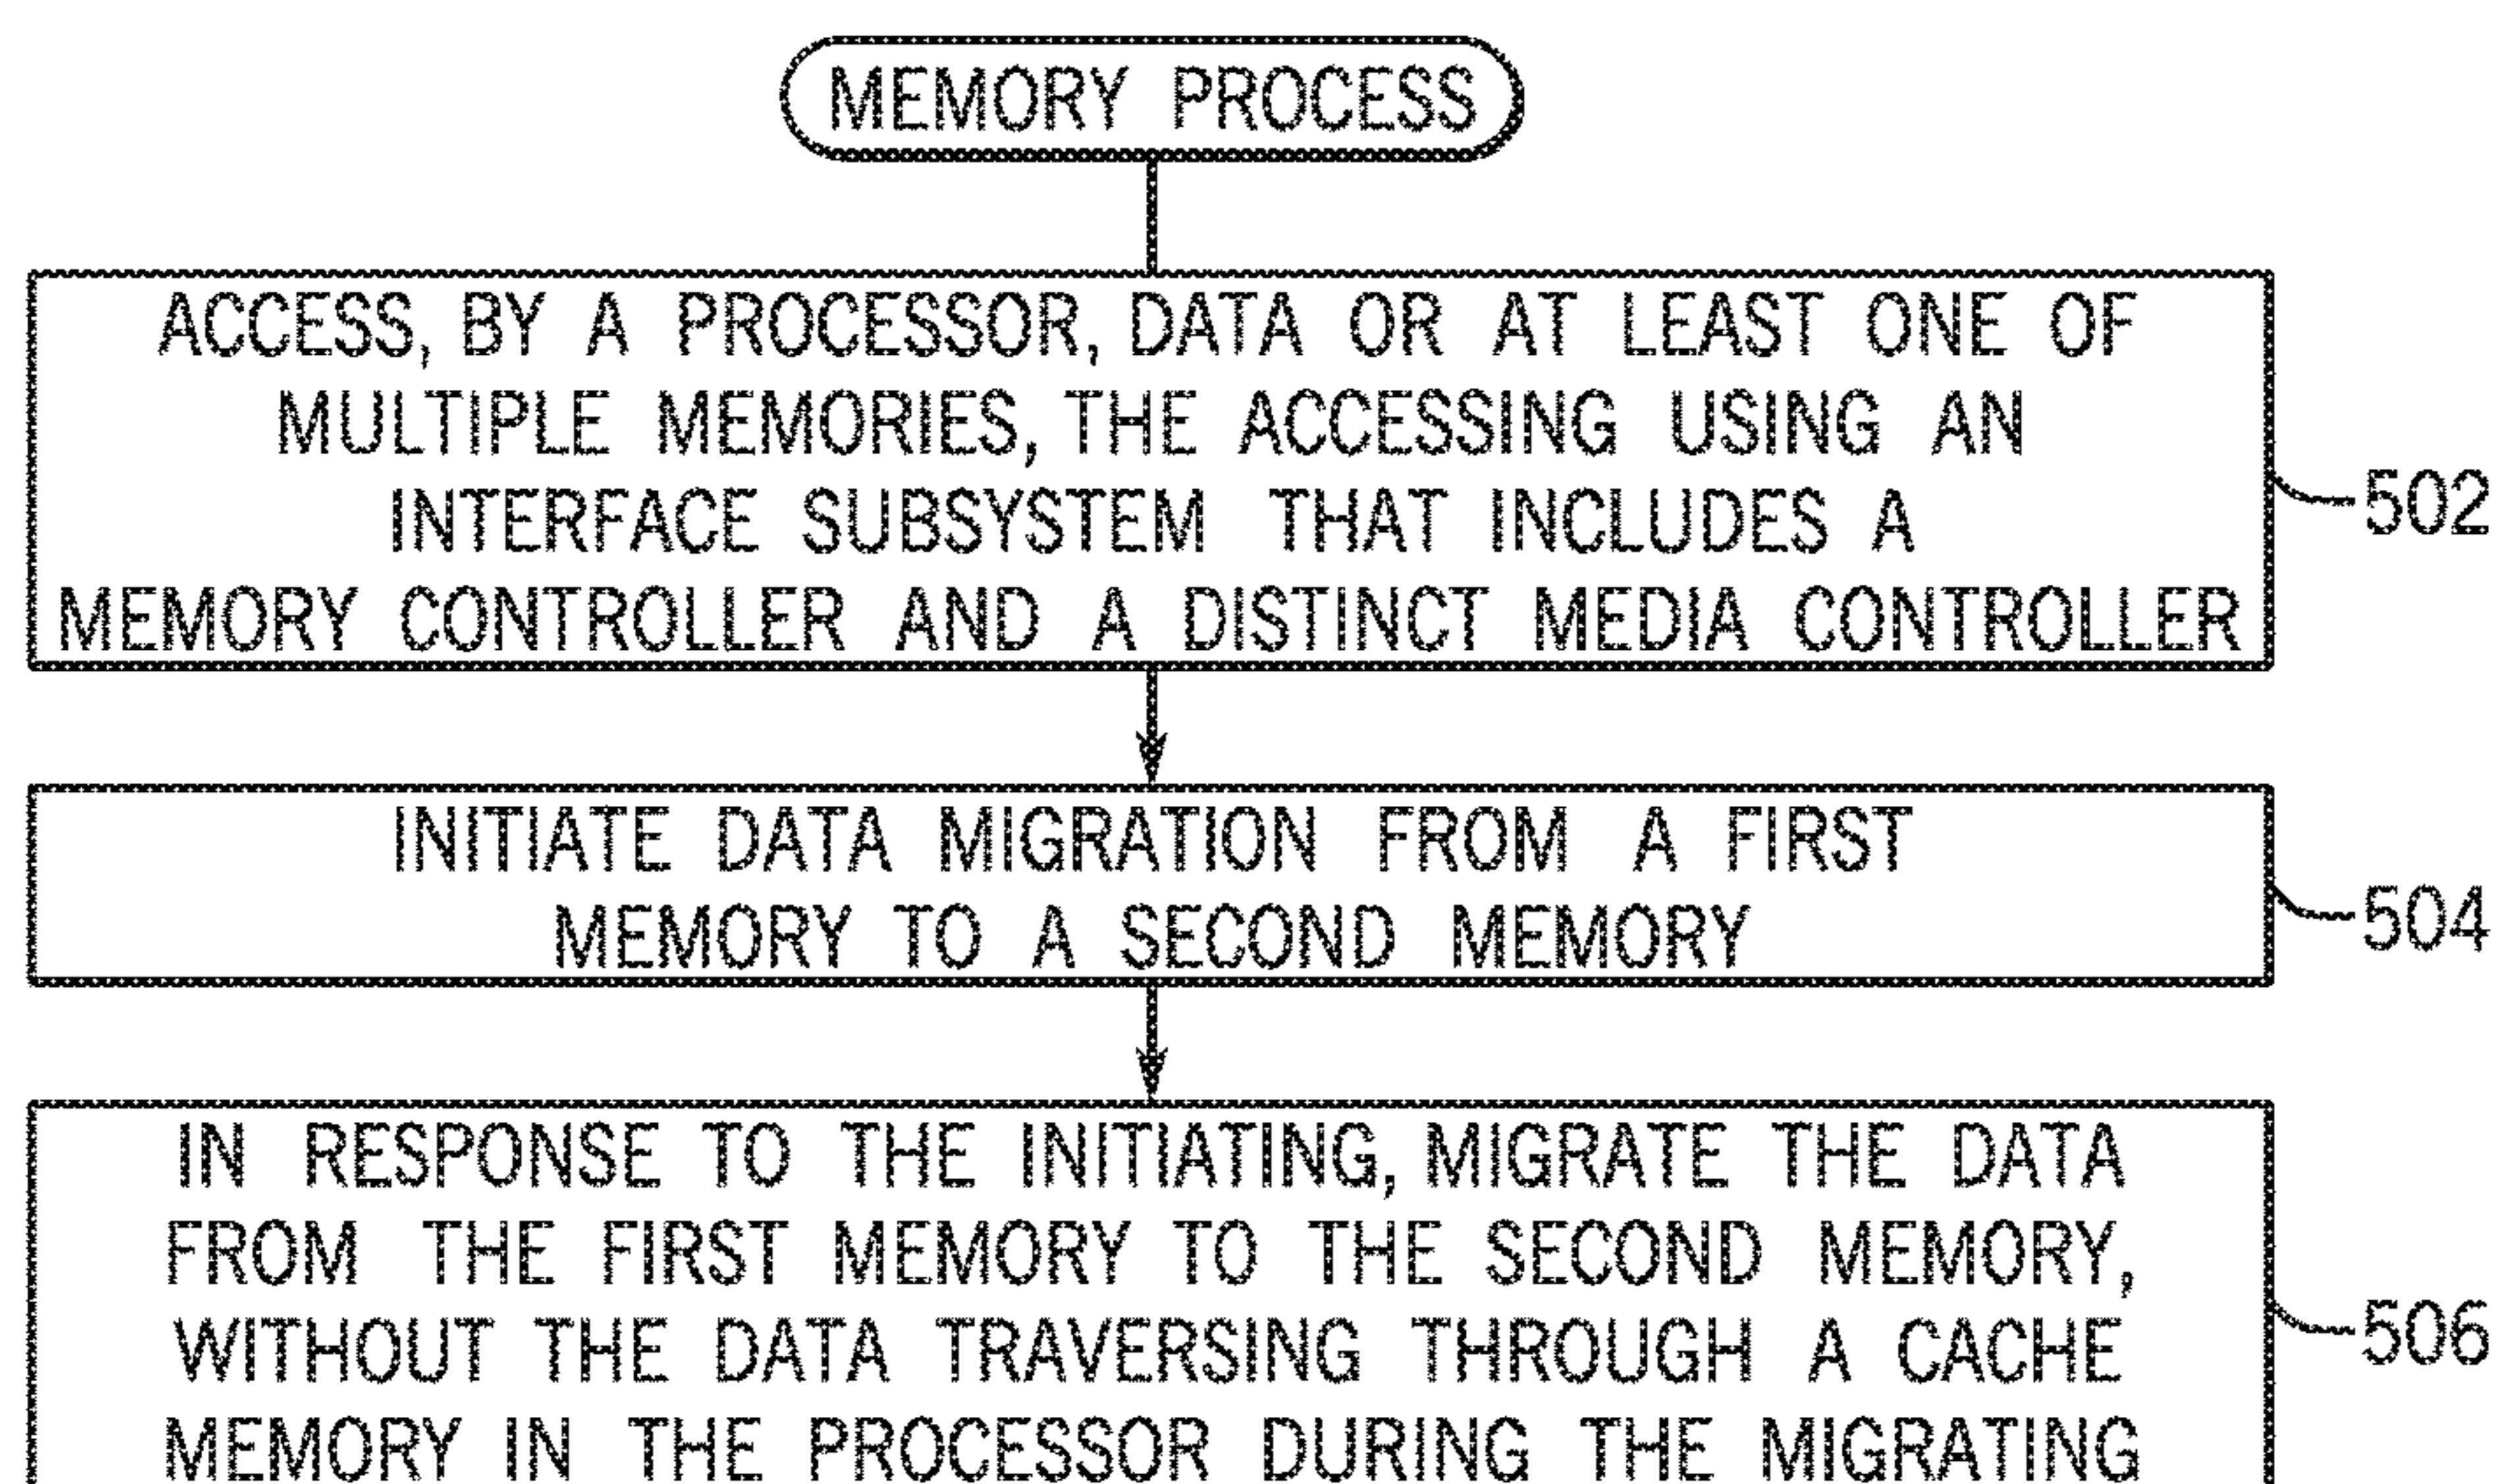 MEMORY PROCESS
ACCESS, BY A PROCESSOR, DATA OR AT LEAST ONE OF
MULTIPLE MEMORIES, THE ACCESSING USING AN
INTERFACE SUBSYSTEM THAT INCLUDES A
MEMORY CONTROLLER AND A DISTINCT MEDIA CONTROLLER
502
INITIATE DATA MIGRATION FROM A FIRST
MEMORY TO A SECOND MEMORY
504
IN RESPONSE TO THE INITIATING, MIGRATE THE DATA
FROM THE FIRST MEMORY TO THE SECOND MEMORY,
WITHOUT THE DATA TRAVERSING THROUGH A CACHE
MEMORY IN THE PROCESSOR DURING THE MIGRATING
506